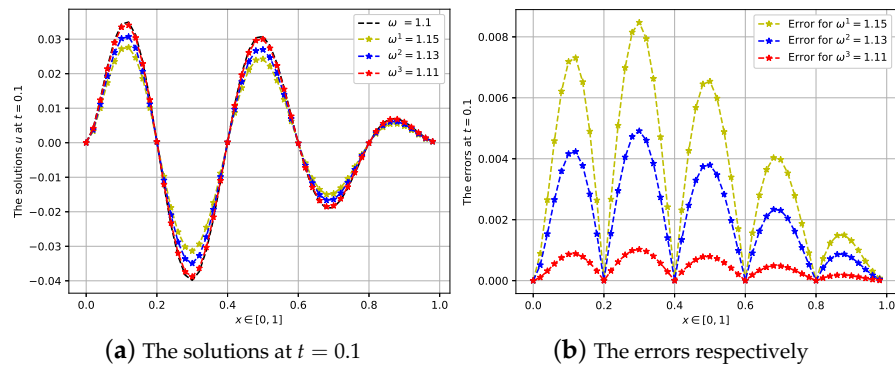 0.03
0.02
0.01
0.00
−0.01
−0.02
−0.03
−0.04
0.0 0.2 0.4 0.6 0.8 1.0
The solutions u at t = 0.1
x ∈ [0, 1]
ω = 1.1
ω¹ = 1.15
ω² = 1.13
ω³ = 1.11
(a) The solutions at t = 0.1
0.008
0.006
0.004
0.002
0.000
0.0 0.2 0.4 0.6 0.8 1.0
The errors at t = 0.1
x ∈ [0, 1]
Error for ω¹ = 1.15
Error for ω² = 1.13
Error for ω³ = 1.11
(b) The errors respectively